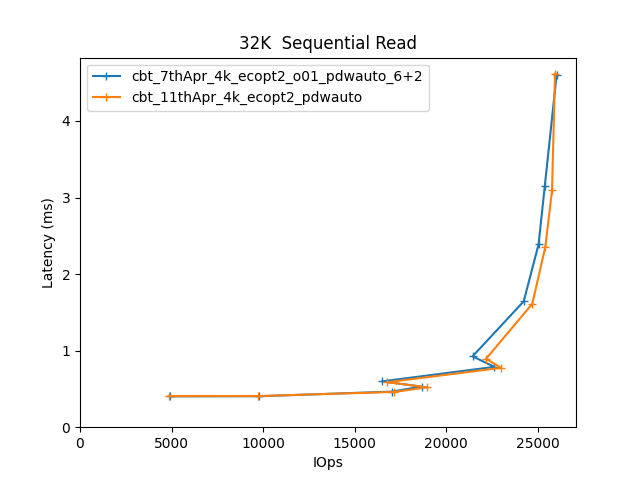 32K  Sequential Read
cbt_7thApr_4k_ecopt2_o01_pdwauto_6+2
cbt_11thApr_4k_ecopt2_pdwauto
Latency (ms)
4
3
2
1
0
0 5000 10000 15000 20000 25000
IOps